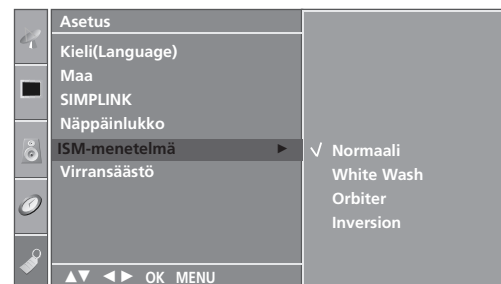 Asetus
Kieli(Language)
Maa
SIMPLINK
Näppäinlukko
ISM-menetelmä ►
Virransäästö
√ Normaali
White Wash
Orbiter
Inversion
▲▼ ◄► OK MENU